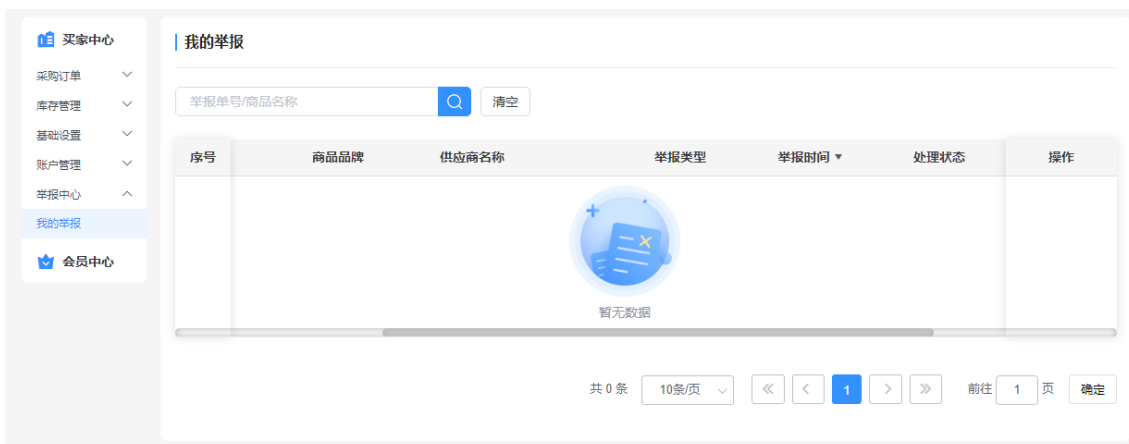 买家中心
采购订单
库存管理
基础设置
账户管理
举报中心
我的举报
会员中心
我的举报
举报单号/商品名称
清空
序号 商品品牌 供应商名称 举报类型 举报时间 处理状态 操作
暂无数据
共 0 条 10条/页 1 前往 1 页 确定